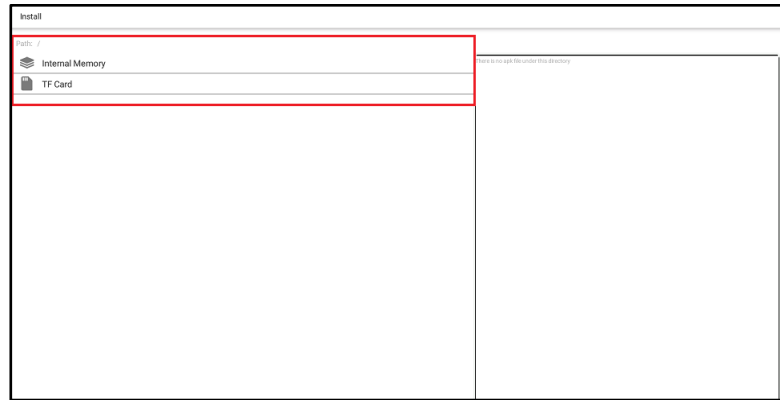 Install
Path: /
Internal Memory
TF Card
There is no apk file under this directory